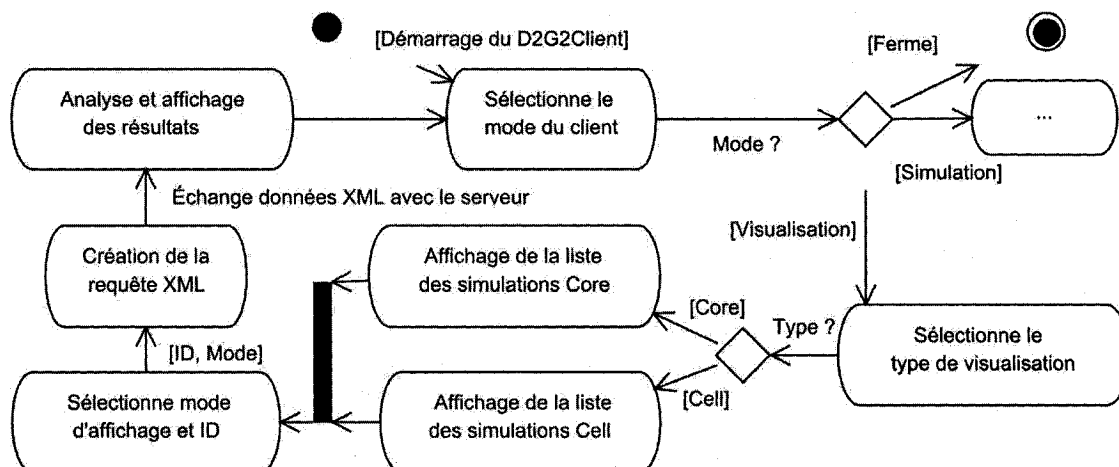 [Démarrage du D2G2Client]
[Ferme]
Analyse et affichage
des résultats
Sélectionne le
mode du client
Mode ?
...
[Simulation]
Échange données XML avec le serveur
[Visualisation]
Création de la
requête XML
Affichage de la liste
des simulations Core
[Core]
Type ?
Sélectionne le
type de visualisation
[ID, Mode]
[Cell]
Sélectionne mode
d'affichage et ID
Affichage de la liste
des simulations Cell